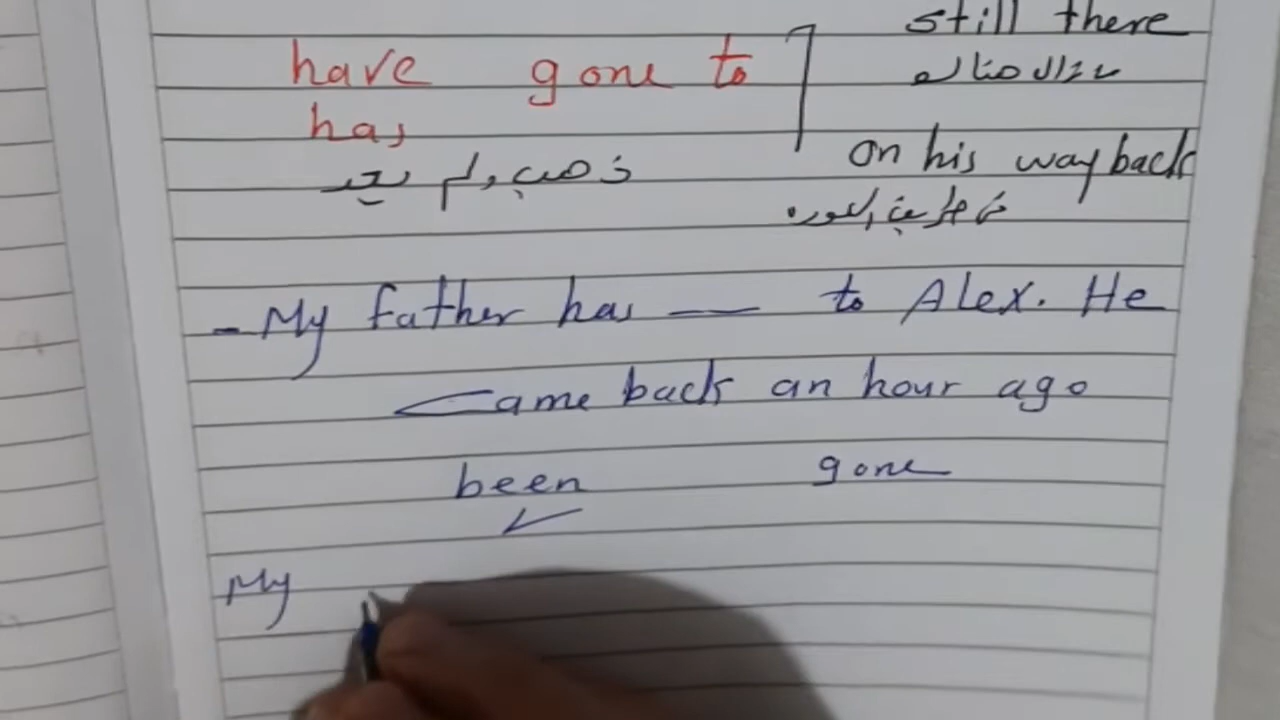 still there
have gone to
مازال هناك
has
on his way back
ذهب ولم يعد
في طريق العوده
- My father has — to Alex. He
came back an hour ago
been gone
✓
My